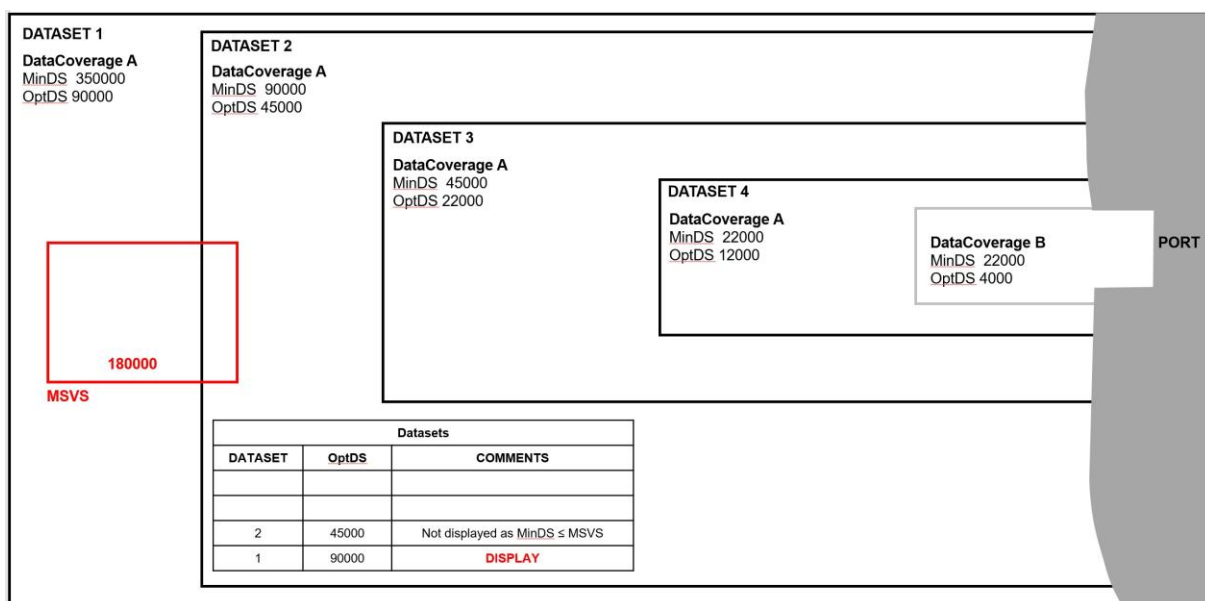 DATASET 1
DataCoverage A
MinDS 350000
OptDS 90000
DATASET 2
DataCoverage A
MinDS 90000
OptDS 45000
DATASET 3
DataCoverage A
MinDS 45000
OptDS 22000
DATASET 4
DataCoverage A
MinDS 22000
OptDS 12000
DataCoverage B
MinDS 22000
OptDS 4000
PORT
180000
MSVS
Datasets
DATASET OptDS COMMENTS
2 45000 Not displayed as MinDS ≤ MSVS
1 90000 DISPLAY